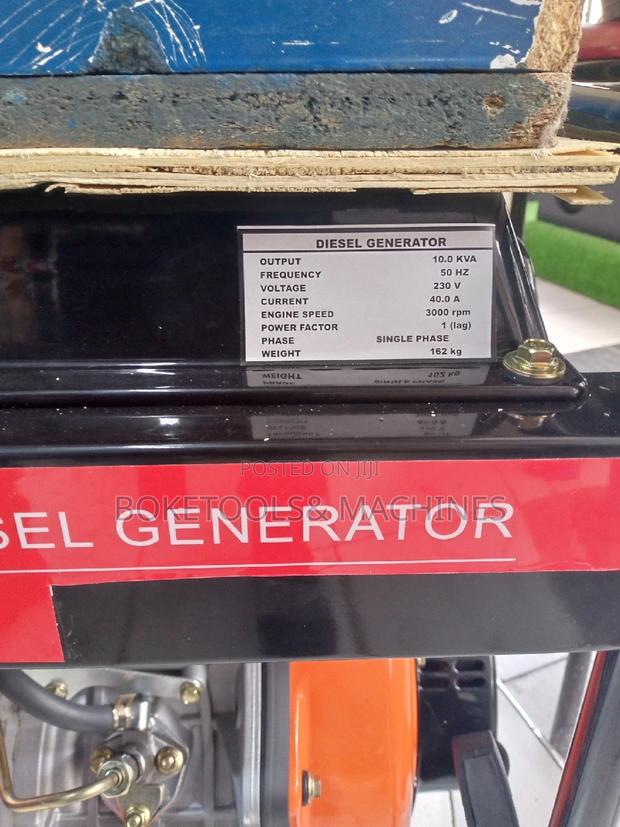 DIESEL GENERATOR
OUTPUT 10.0 KVA
FREQUENCY 50 HZ
VOLTAGE 230 V
CURRENT 40.0 A
ENGINE SPEED 3000 rpm
POWER FACTOR 1 (lag)
PHASE SINGLE PHASE
WEIGHT 162 kg
POSTED ON JIJI
BOKETOOLS& MACHINES
SEL GENERATOR